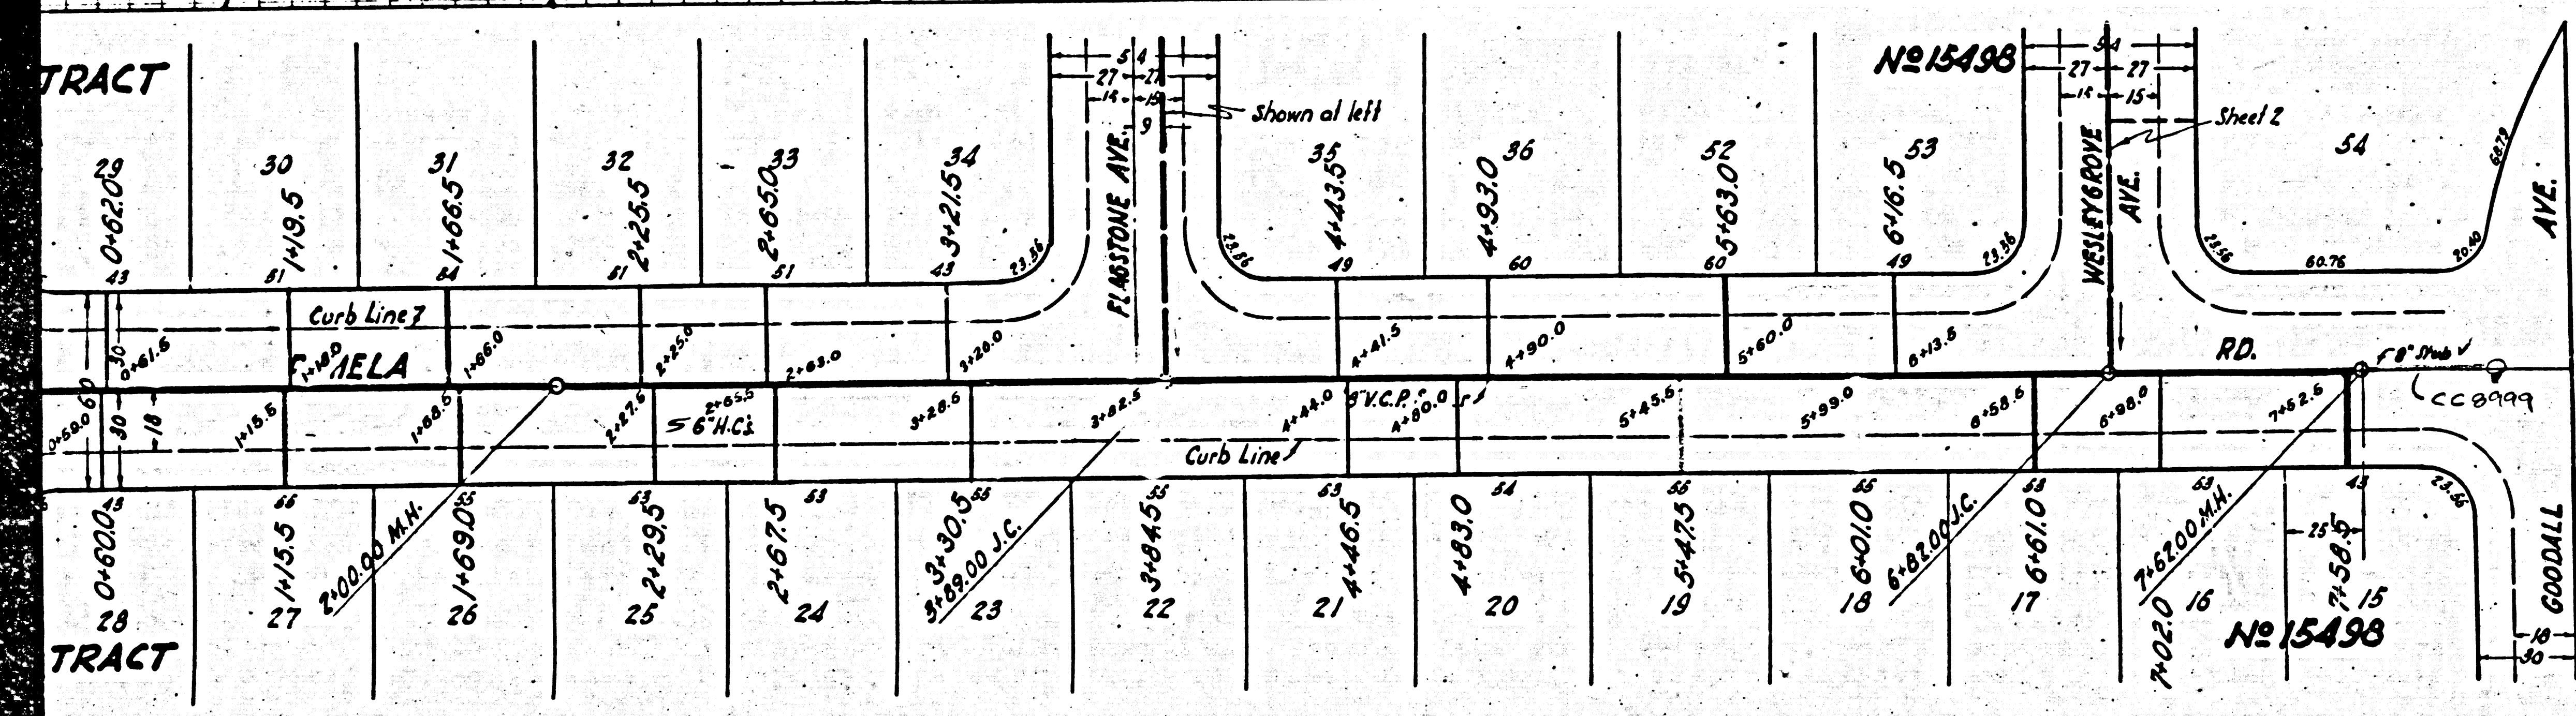 TRACT
No 15498
54
27 27
15 15
9
Shown at left
FLAGSTONE AVE.
54
27 27
15 15
Sheet 2
WESLEYGROVE
AVE.
29 30 31 32 33 34 35 36 52 53 54
0+62.0 1+19.5 1+66.5 2+25.5 2+65.0 3+21.5 4+43.5 4+93.0 5+63.0 6+16.5
43 51 54 51 51 43 23.56 23.56 49 60 60 49 23.56 23.56 60.76 20.40
68.79
AVE.
Curb Line
RD.
0+61.5 1+18.0 1+66.0 2+25.0 2+63.0 3+20.0 4+41.5 4+90.0 5+60.0 6+13.5
8" Stub
CC8999
60 30 30 18
0+59.0 1+15.5 1+68.5 2+27.5 2+65.5 3+28.5 3+82.5 4+44.0 4+80.0 5+45.5 5+99.0 6+58.5 6+98.0 7+52.5
6" H.C.'s
8" V.C.P.
Curb Line
43 55 55 53 53 55 55 53 54 56 55 53 53 43 23.56
0+60.0 1+15.5 1+69.0 2+29.5 2+67.5 3+30.5 3+84.5 4+46.5 4+83.0 5+47.5 6+01.0 6+61.0 7+02.0 7+58.5
2+00.00 M.H.
3+89.00 J.C.
6+82.00 J.C.
7+62.00 M.H.
25
28 27 26 25 24 23 22 21 20 19 18 17 16 15
TRACT
No 15498
GOODALL
18
30